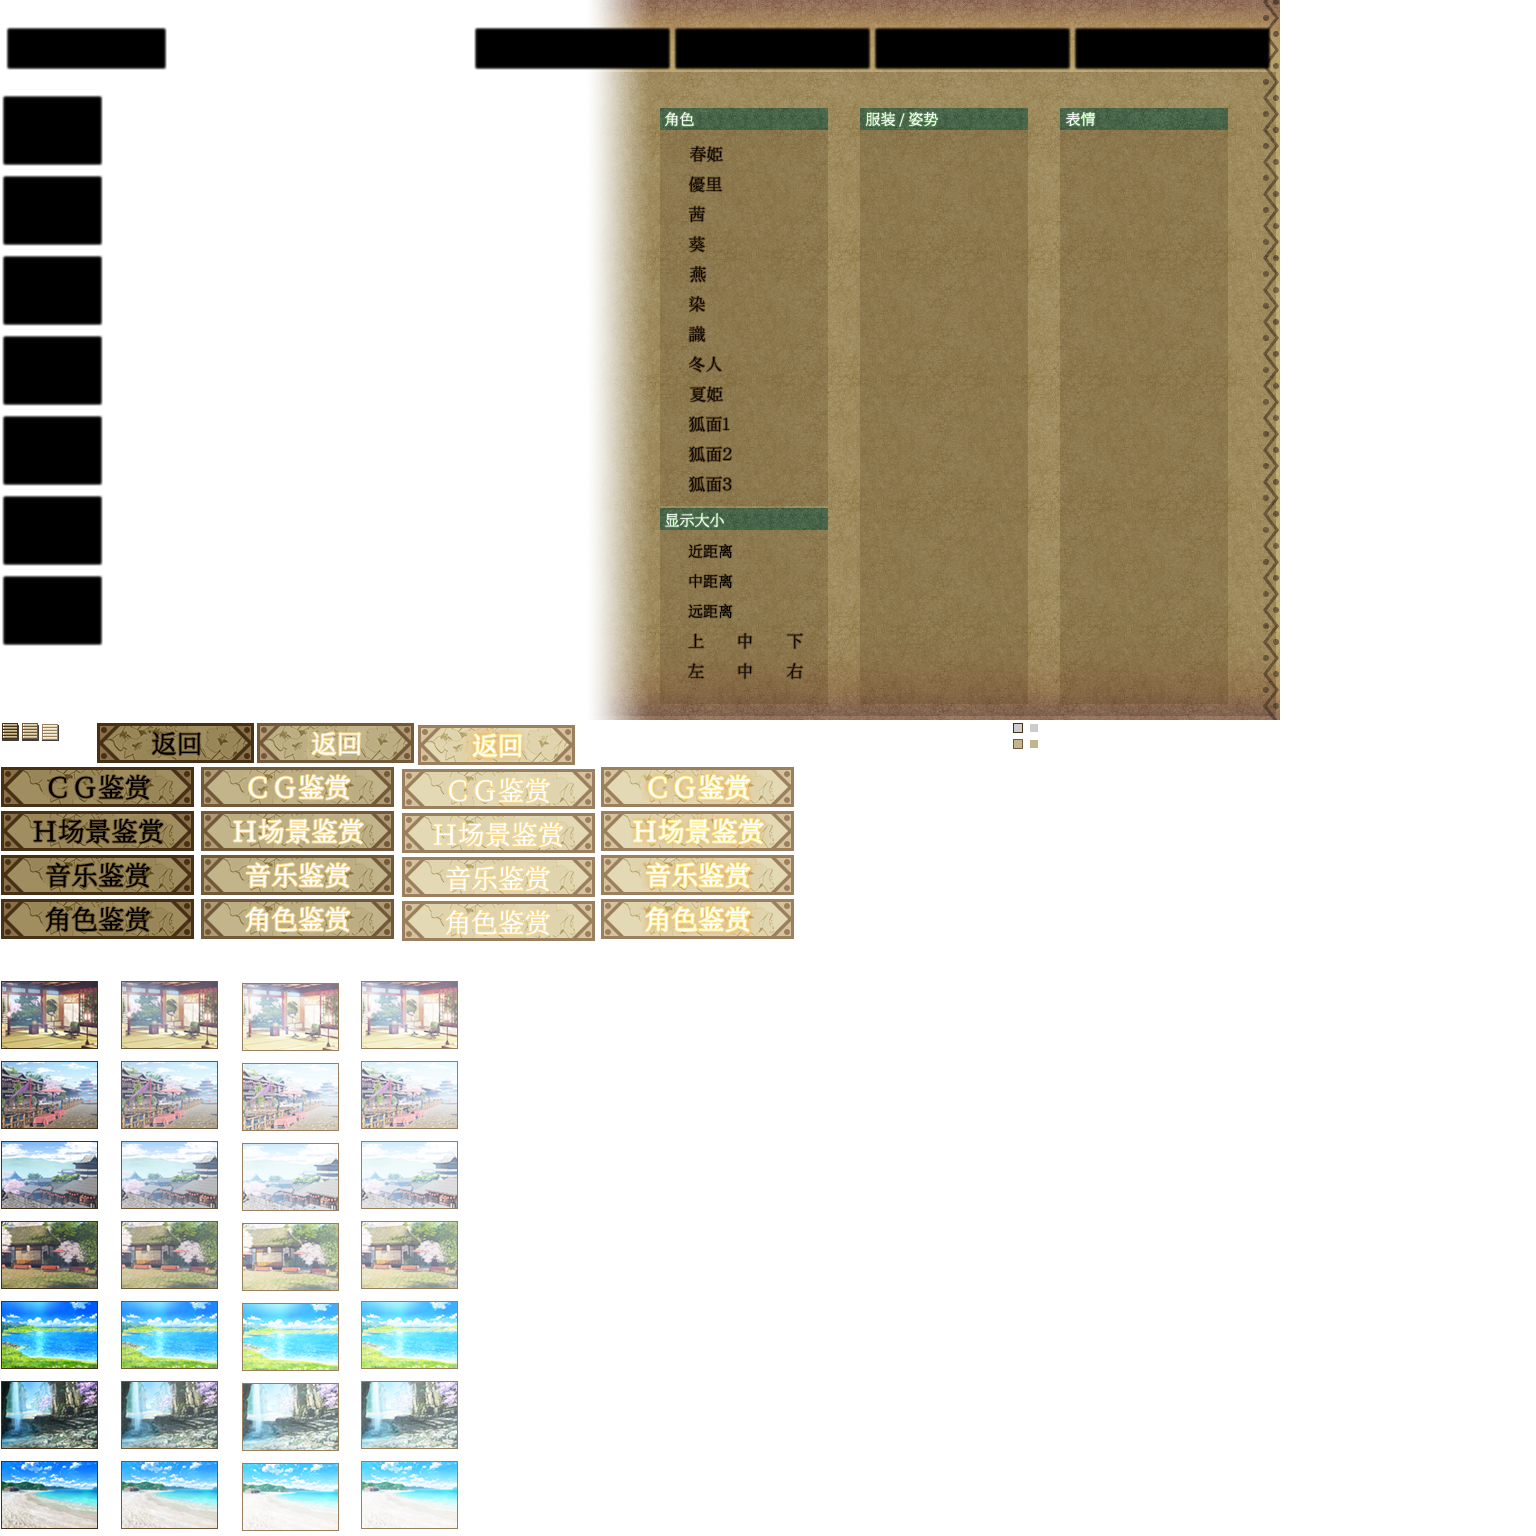 角色
服装 / 姿势
表情
春姫
優里
茜
葵
燕
染
識
冬人
夏姫
狐面1
狐面2
狐面3
显示大小
近距离
中距离
远距离
上 中 下
左 中 右
返回 返回 返回
ＣＧ鉴赏 ＣＧ鉴赏 ＣＧ鉴赏 ＣＧ鉴赏
H场景鉴赏 H场景鉴赏 H场景鉴赏 H场景鉴赏
音乐鉴赏 音乐鉴赏 音乐鉴赏 音乐鉴赏
角色鉴赏 角色鉴赏 角色鉴赏 角色鉴赏